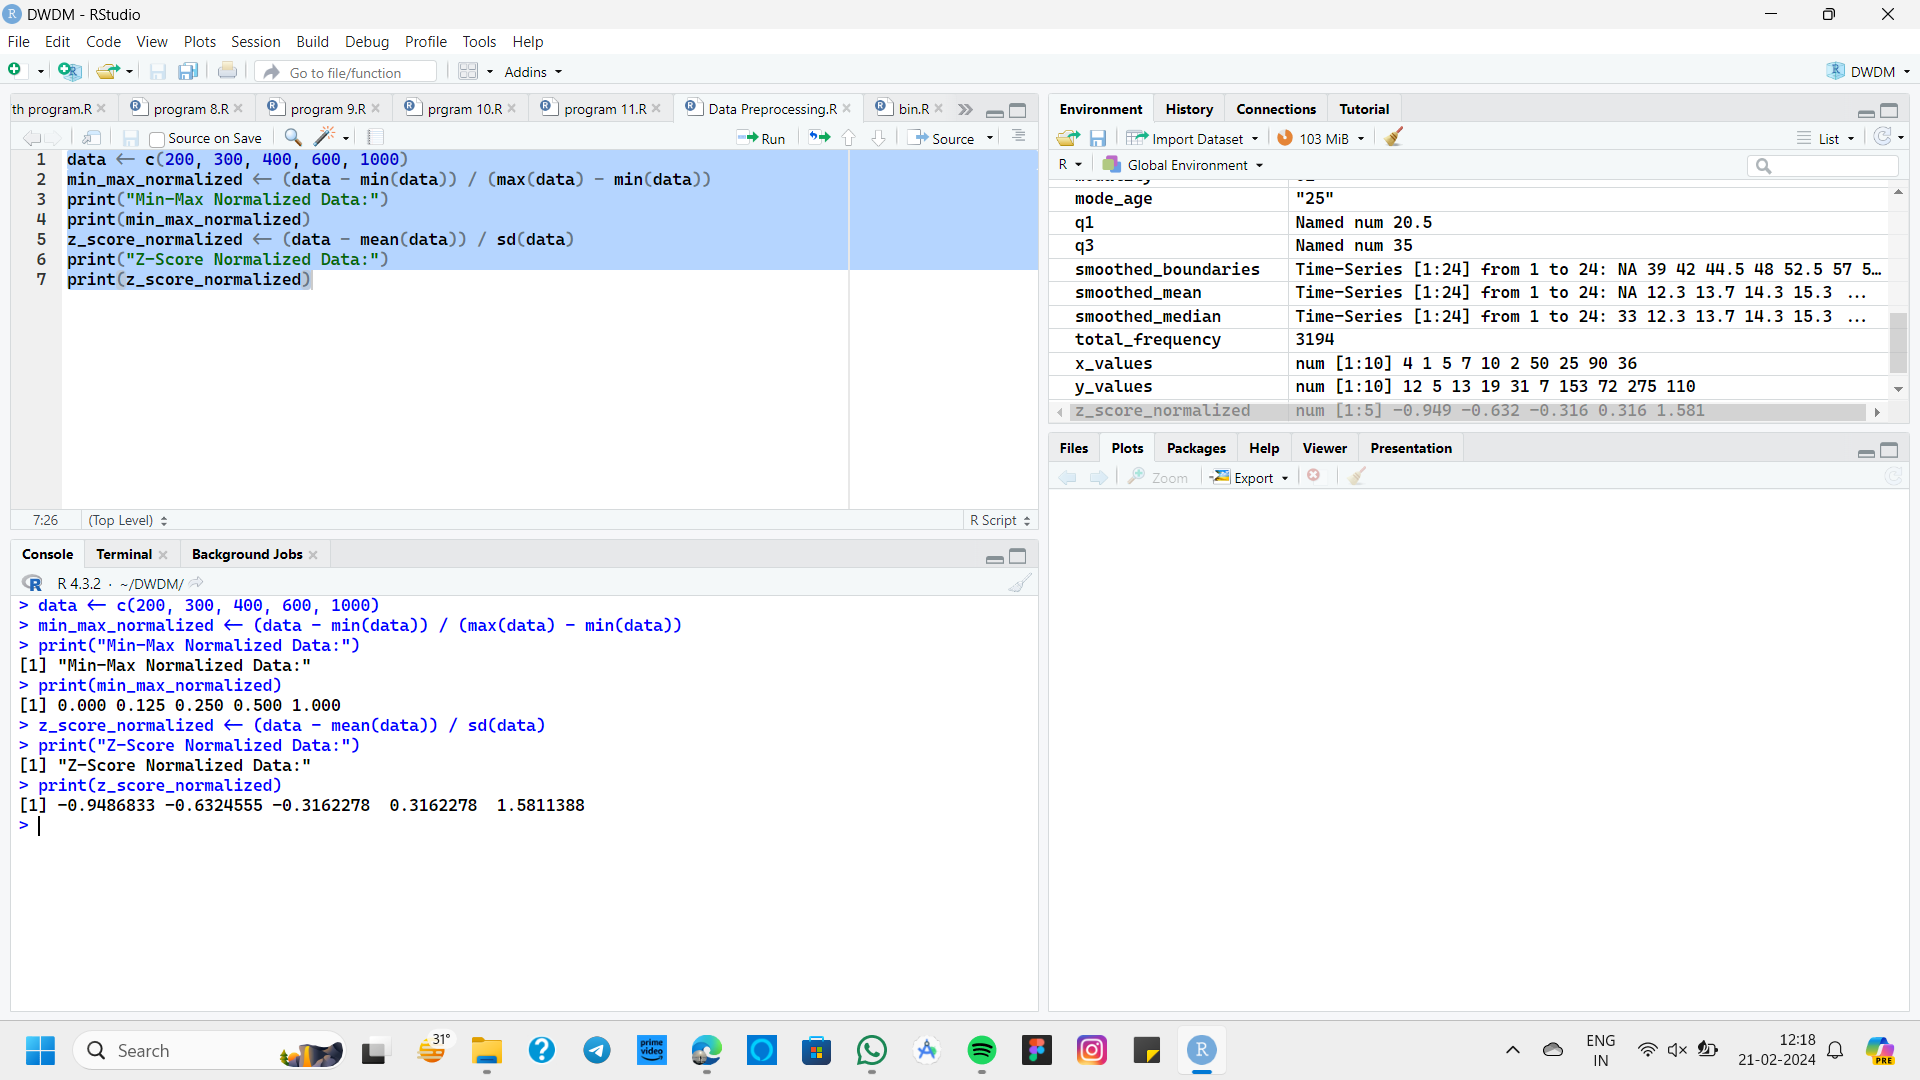 DWDM - RStudio
File Edit Code View Plots Session Build Debug Profile Tools Help
Go to file/function Addins DWDM
th program.R program 8.R program 9.R prgram 10.R program 11.R Data Preprocessing.R bin.R
Source on Save Run Source
1 data <- c(200, 300, 400, 600, 1000)
2 min_max_normalized <- (data - min(data)) / (max(data) - min(data))
3 print("Min-Max Normalized Data:")
4 print(min_max_normalized)
5 z_score_normalized <- (data - mean(data)) / sd(data)
6 print("Z-Score Normalized Data:")
7 print(z_score_normalized)
7:26 (Top Level) R Script
Console Terminal Background Jobs
R 4.3.2 · ~/DWDM/
> data <- c(200, 300, 400, 600, 1000)
> min_max_normalized <- (data - min(data)) / (max(data) - min(data))
> print("Min-Max Normalized Data:")
[1] "Min-Max Normalized Data:"
> print(min_max_normalized)
[1] 0.000 0.125 0.250 0.500 1.000
> z_score_normalized <- (data - mean(data)) / sd(data)
> print("Z-Score Normalized Data:")
[1] "Z-Score Normalized Data:"
> print(z_score_normalized)
[1] -0.9486833 -0.6324555 -0.3162278 0.3162278 1.5811388
>
Environment History Connections Tutorial
Import Dataset 103 MiB List
R Global Environment
mode_age "25"
q1 Named num 20.5
q3 Named num 35
smoothed_boundaries Time-Series [1:24] from 1 to 24: NA 39 42 44.5 48 52.5 57 5…
smoothed_mean Time-Series [1:24] from 1 to 24: NA 12.3 13.7 14.3 15.3 ...
smoothed_median Time-Series [1:24] from 1 to 24: 33 12.3 13.7 14.3 15.3 ...
total_frequency 3194
x_values num [1:10] 4 1 5 7 10 2 50 25 90 36
y_values num [1:10] 12 5 13 19 31 7 153 72 275 110
z_score_normalized num [1:5] -0.949 -0.632 -0.316 0.316 1.581
Files Plots Packages Help Viewer Presentation
Zoom Export
Search 31° prime video R ENG IN 12:18 21-02-2024 PRE